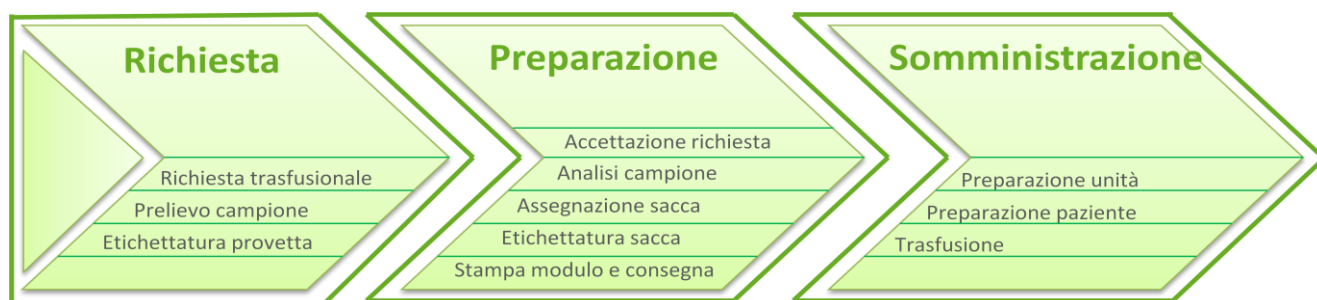 Richiesta
Richiesta trasfusionale
Prelievo campione
Etichettatura provetta
Preparazione
Accettazione richiesta
Analisi campione
Assegnazione sacca
Etichettatura sacca
Stampa modulo e consegna
Somministrazione
Preparazione unità
Preparazione paziente
Trasfusione